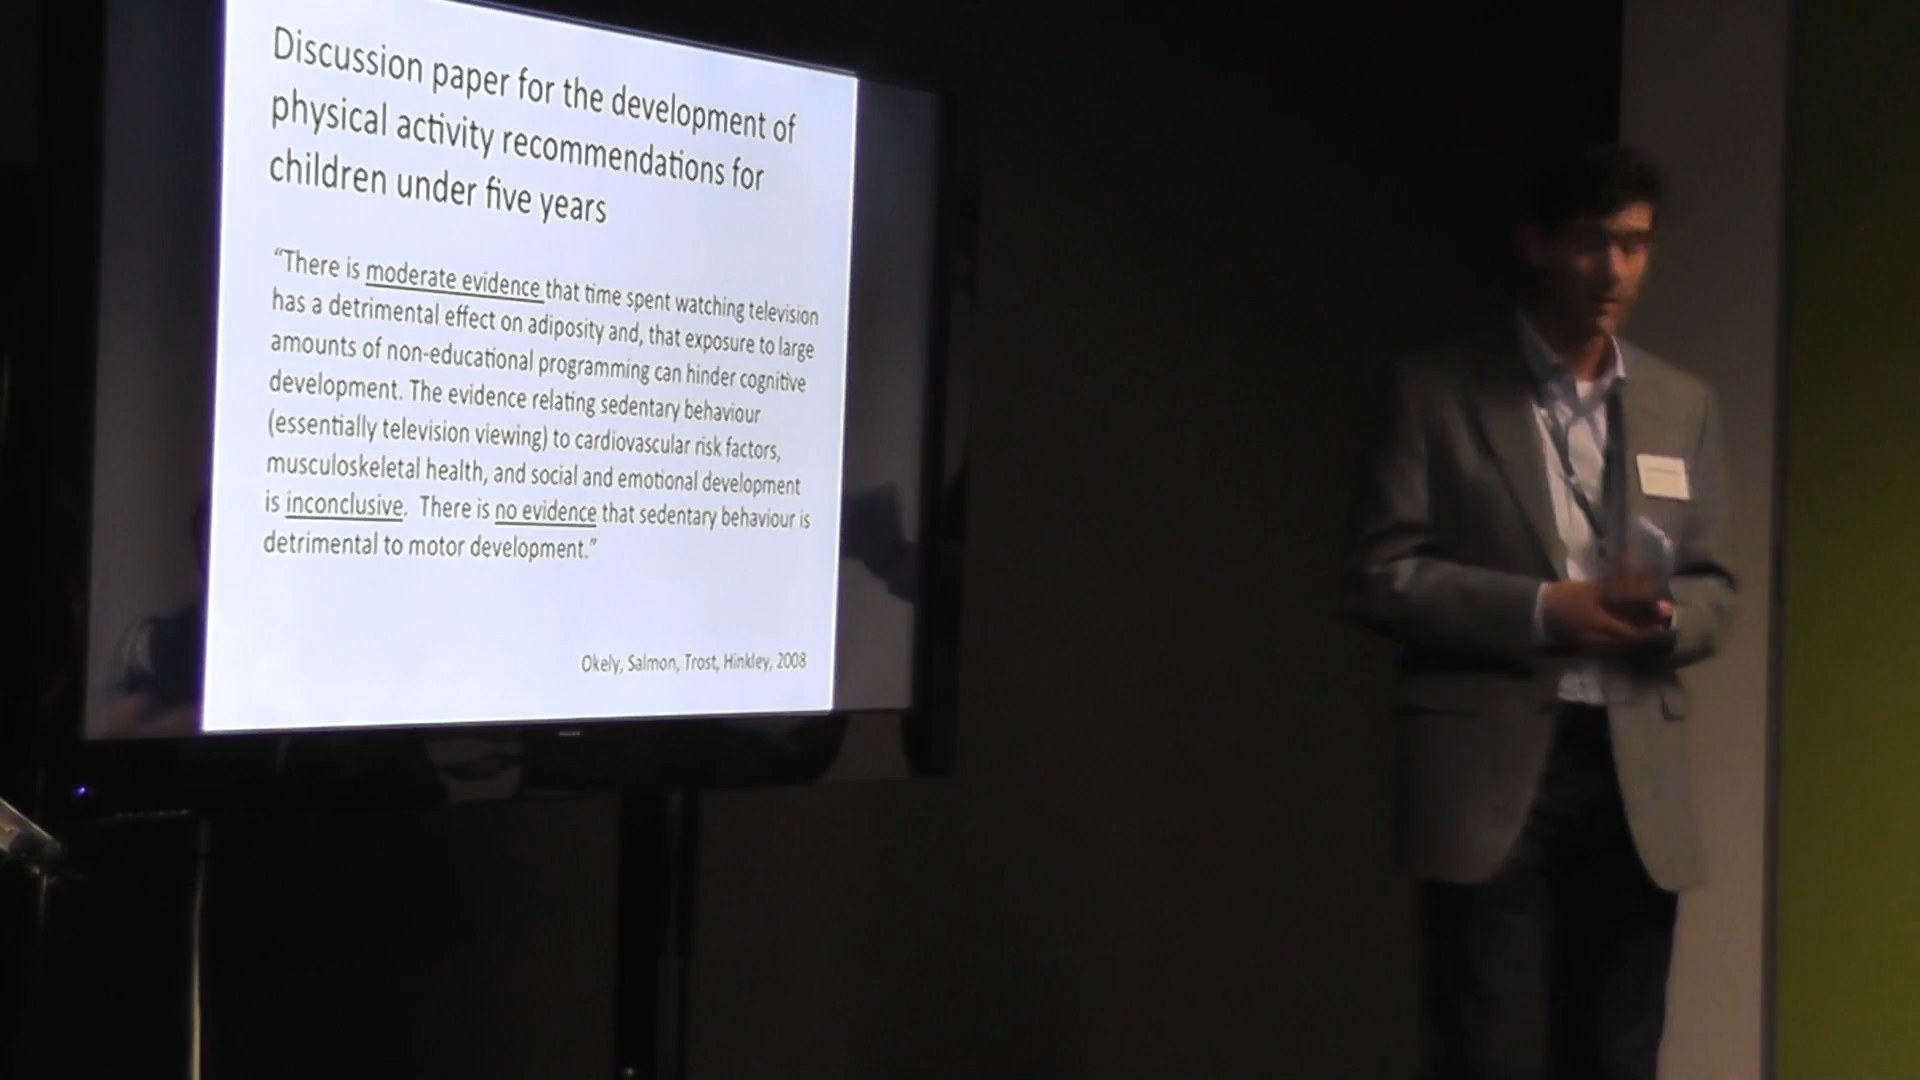 Discussion paper for the development of
physical activity recommendations for
children under five years
“There is moderate evidence that time spent watching television
has a detrimental effect on adiposity and, that exposure to large
amounts of non-educational programming can hinder cognitive
development. The evidence relating sedentary behaviour
(essentially television viewing) to cardiovascular risk factors,
musculoskeletal health, and social and emotional development
is inconclusive. There is no evidence that sedentary behaviour is
detrimental to motor development.”
Okely, Salmon, Trost, Hinkley, 2008